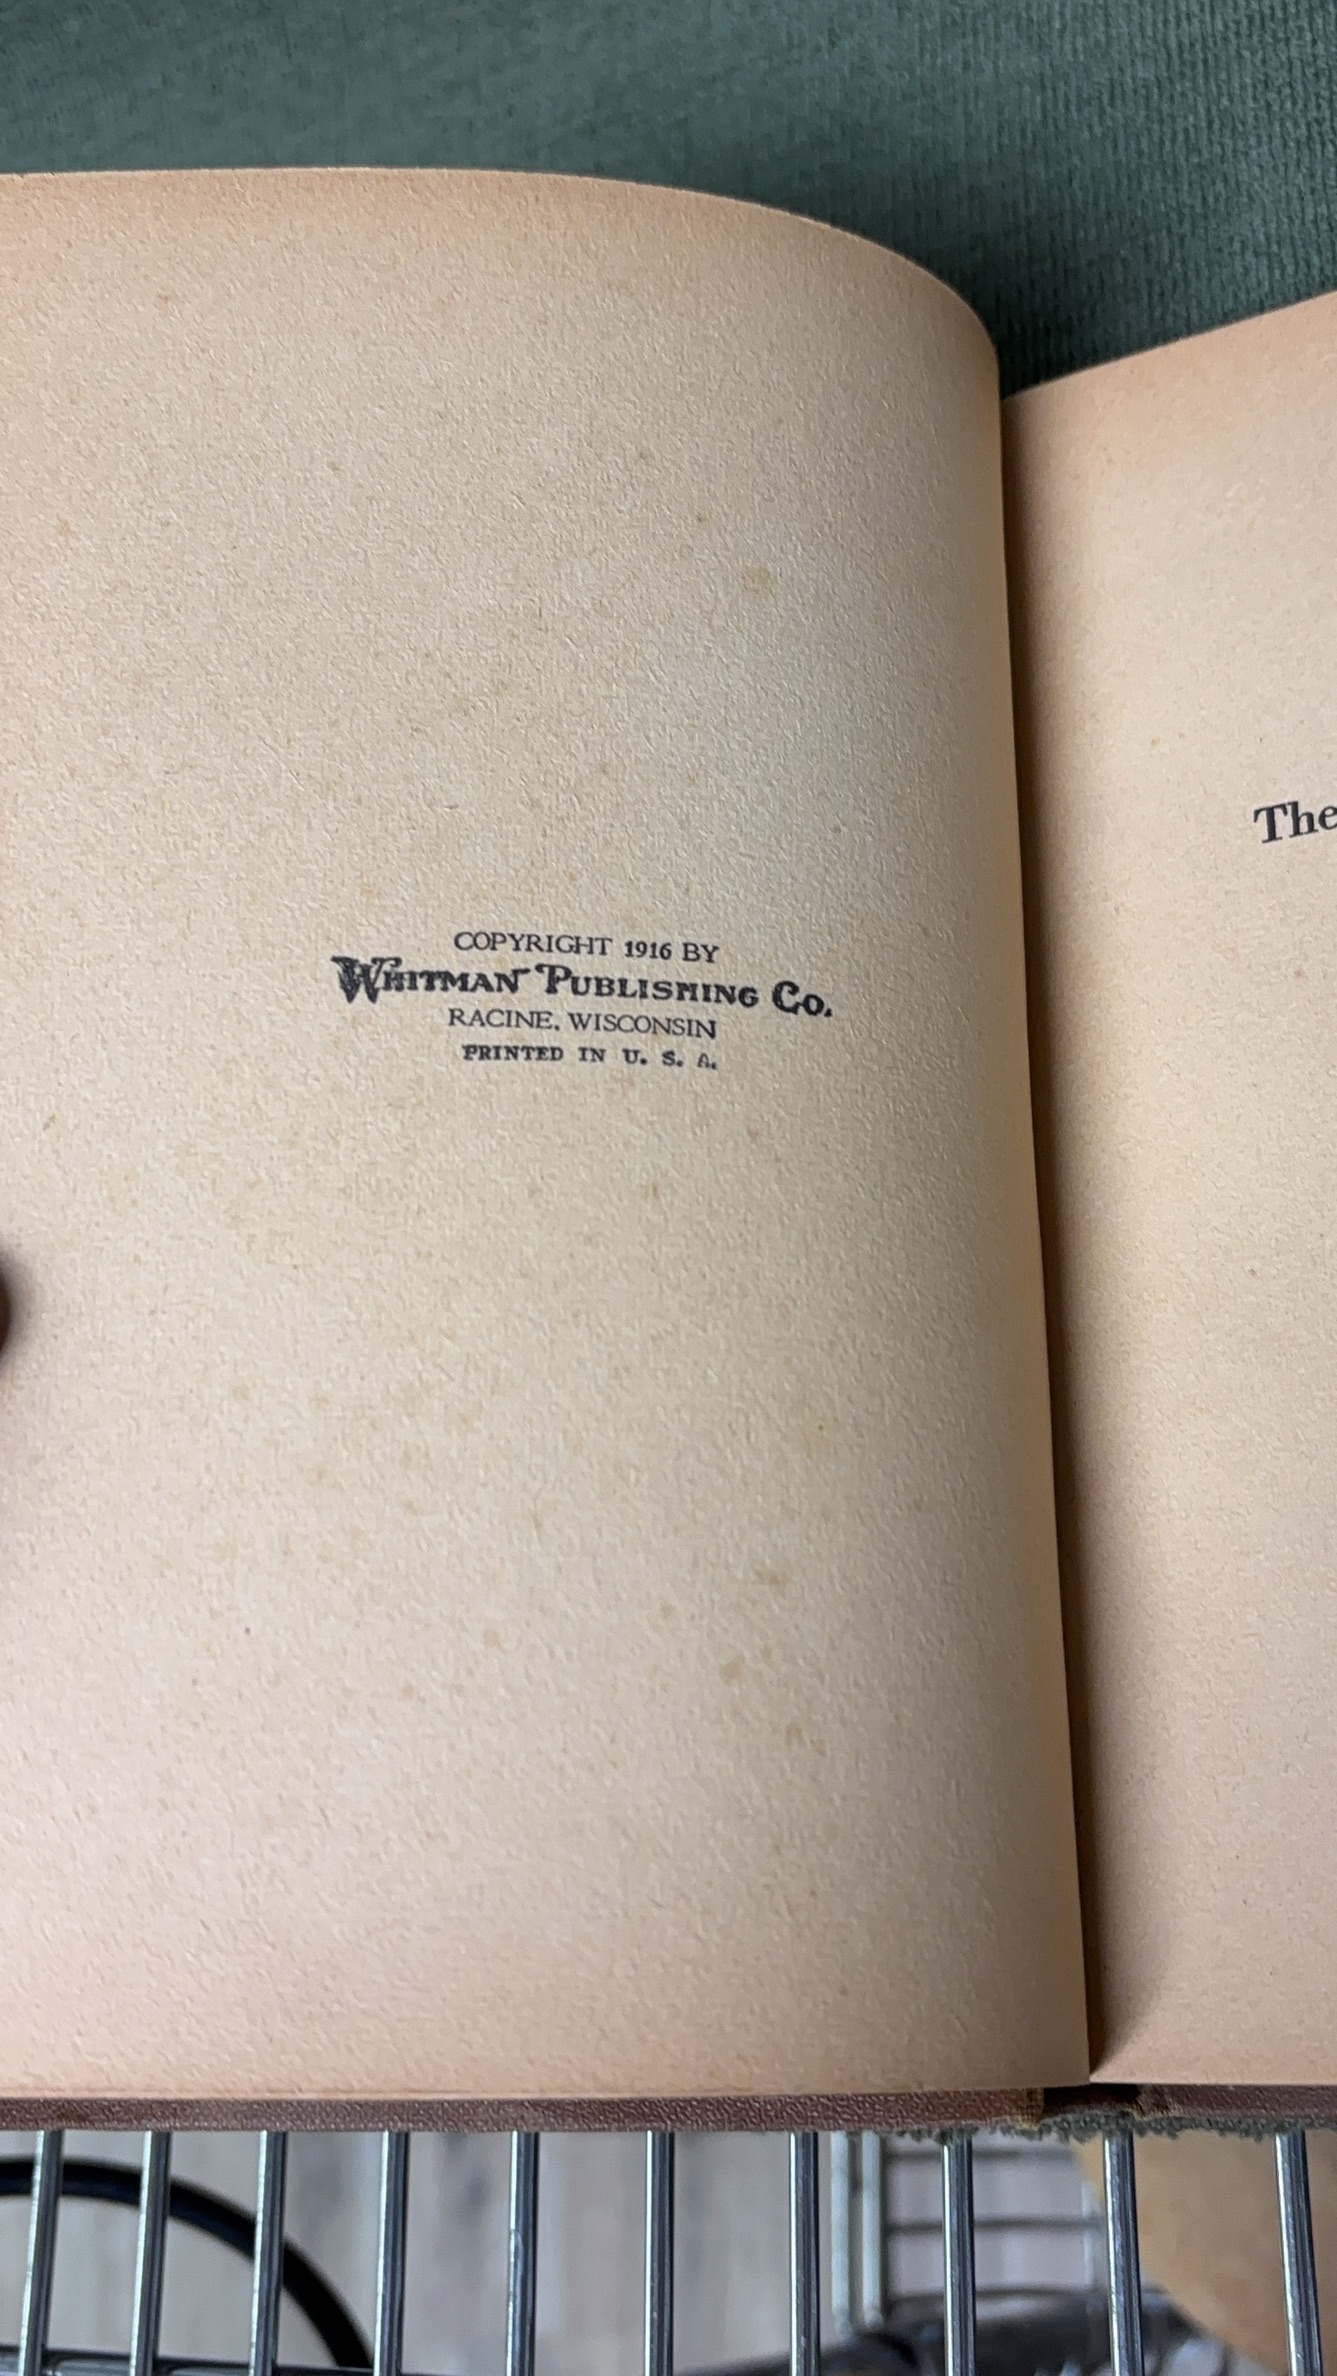 COPYRIGHT 1916 BY
WHITMAN PUBLISHING CO.
RACINE, WISCONSIN
PRINTED IN U. S. A.
The